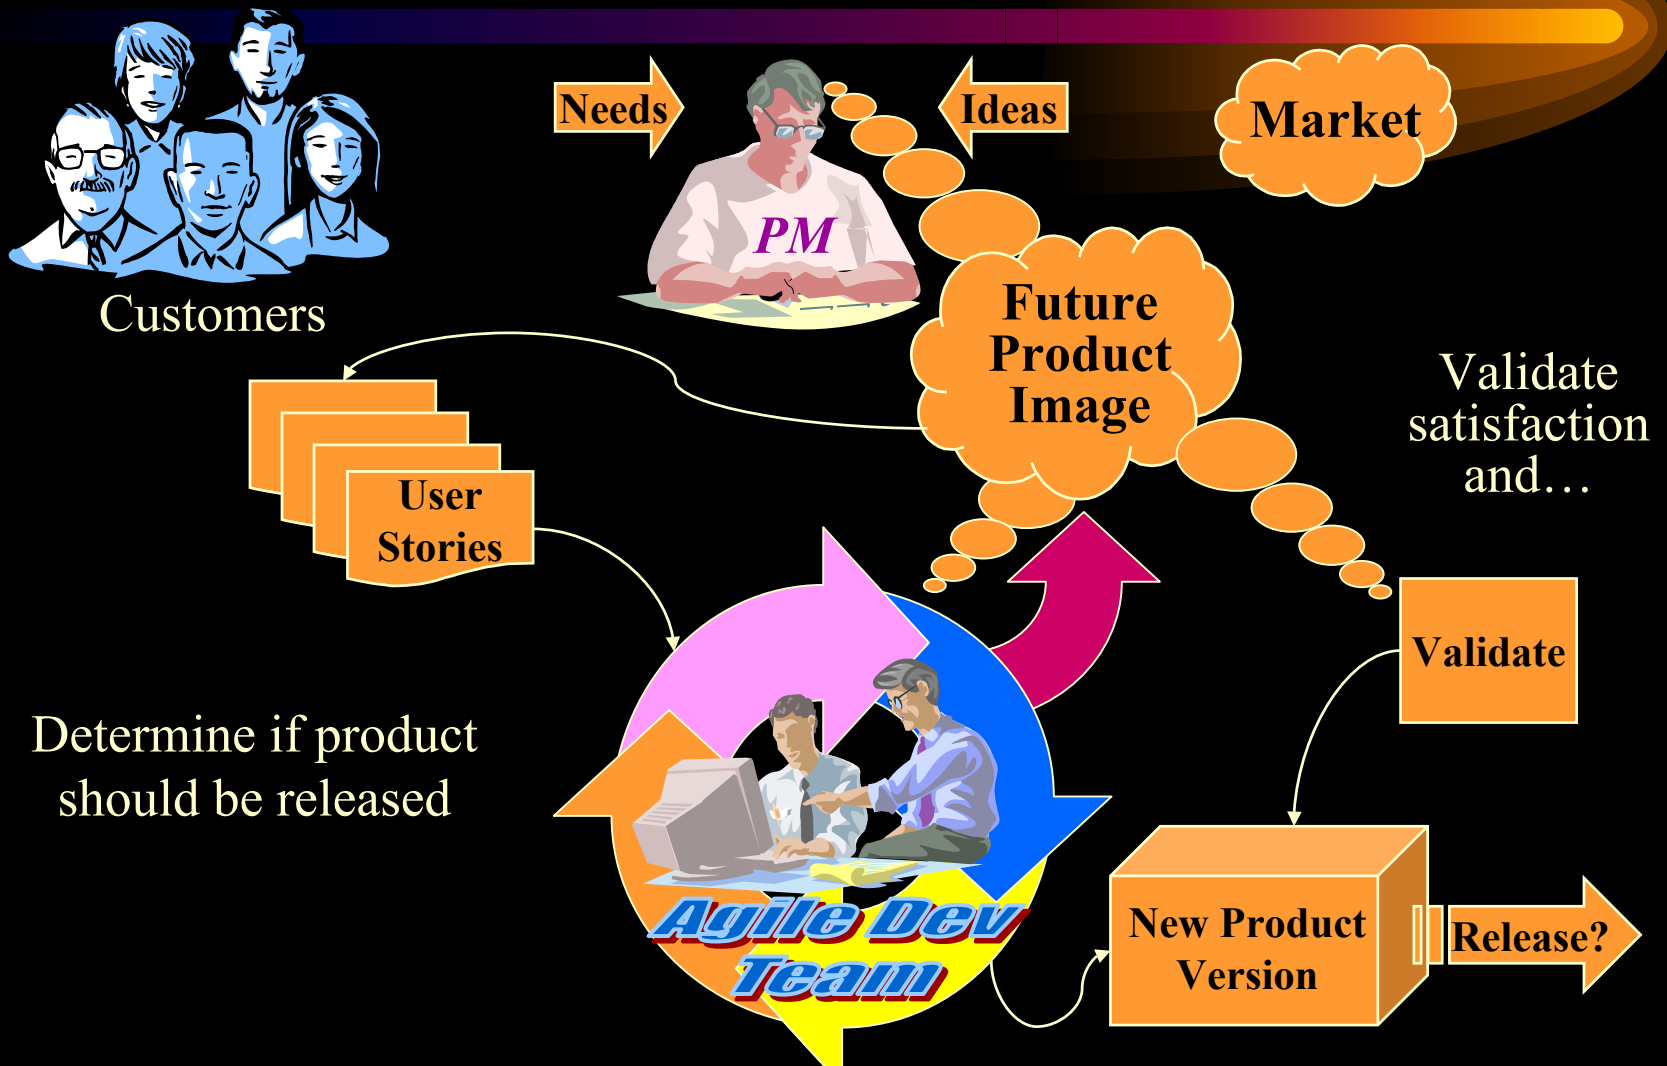 Needs
Ideas
Market
PM
Customers
Future
Product
Image
Validate
satisfaction
and…
User
Stories
Validate
Determine if product
should be released
Agile Dev
Team
New Product
Version
Release?